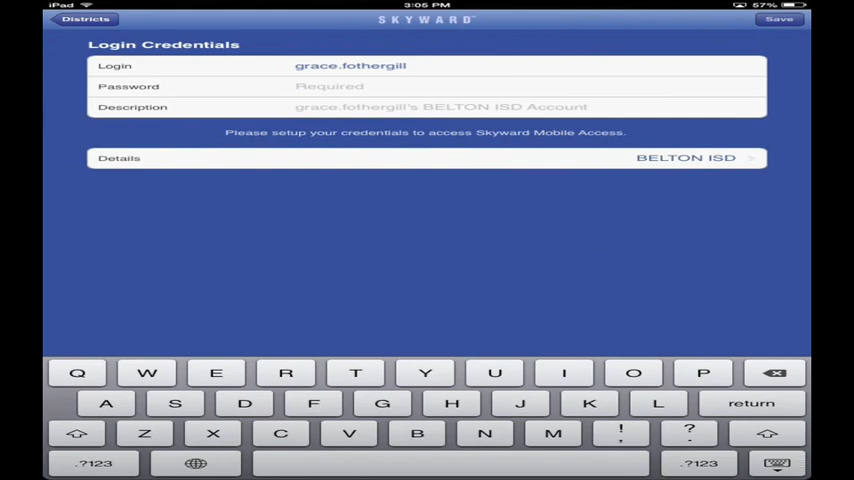 iPad 3:05 PM 57%
Districts SKYWARD Save
Login Credentials
Login grace.fothergill
Password Required
Description grace.fothergill's BELTON ISD Account
Please setup your credentials to access Skyward Mobile Access.
Details BELTON ISD >
Q W E R T Y U I O P
A S D F G H J K L return
Z X C V B N M ! , ? .
.?123 .?123